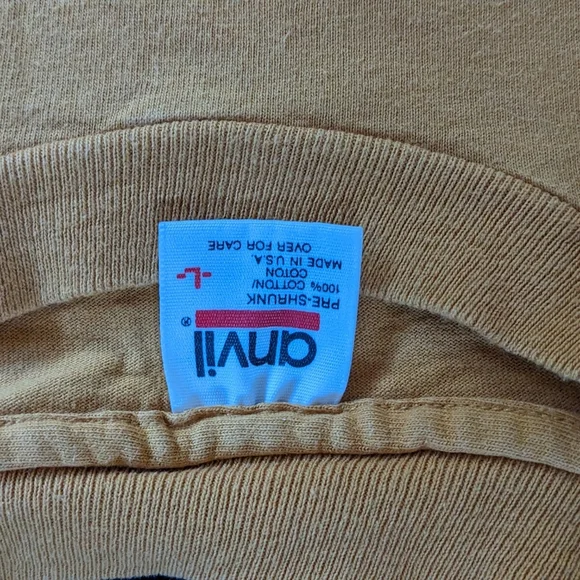 anvil®
PRE-SHRUNK
100% COTTON/
COTON
MADE IN U.S.A.
OVER FOR CARE
-L-